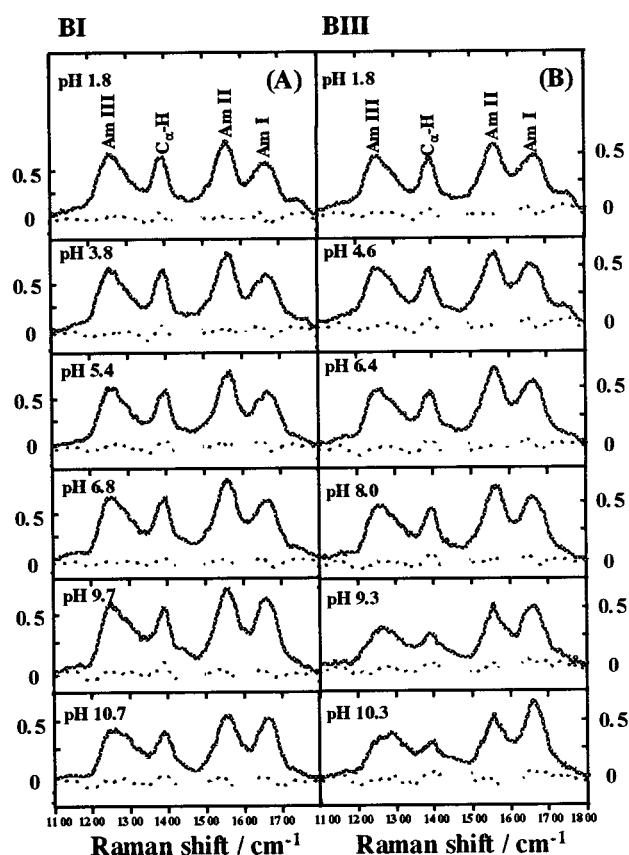 BI BIII
pH 1.8 (A) pH 1.8 (B)
Am III Cα-H Am II Am I Am III Cα-H Am II Am I
0.5 0.5
0 0
pH 3.8 pH 4.6
0.5 0.5
0 0
pH 5.4 pH 6.4
0.5 0.5
0 0
pH 6.8 pH 8.0
0.5 0.5
0 0
pH 9.7 pH 9.3
0.5 0.5
0 0
pH 10.7 pH 10.3
0.5 0.5
0 0
1100 1200 1300 1400 1500 1600 1700 1100 1200 1300 1400 1500 1600 1700 1800
Raman shift / cm-1 Raman shift / cm-1